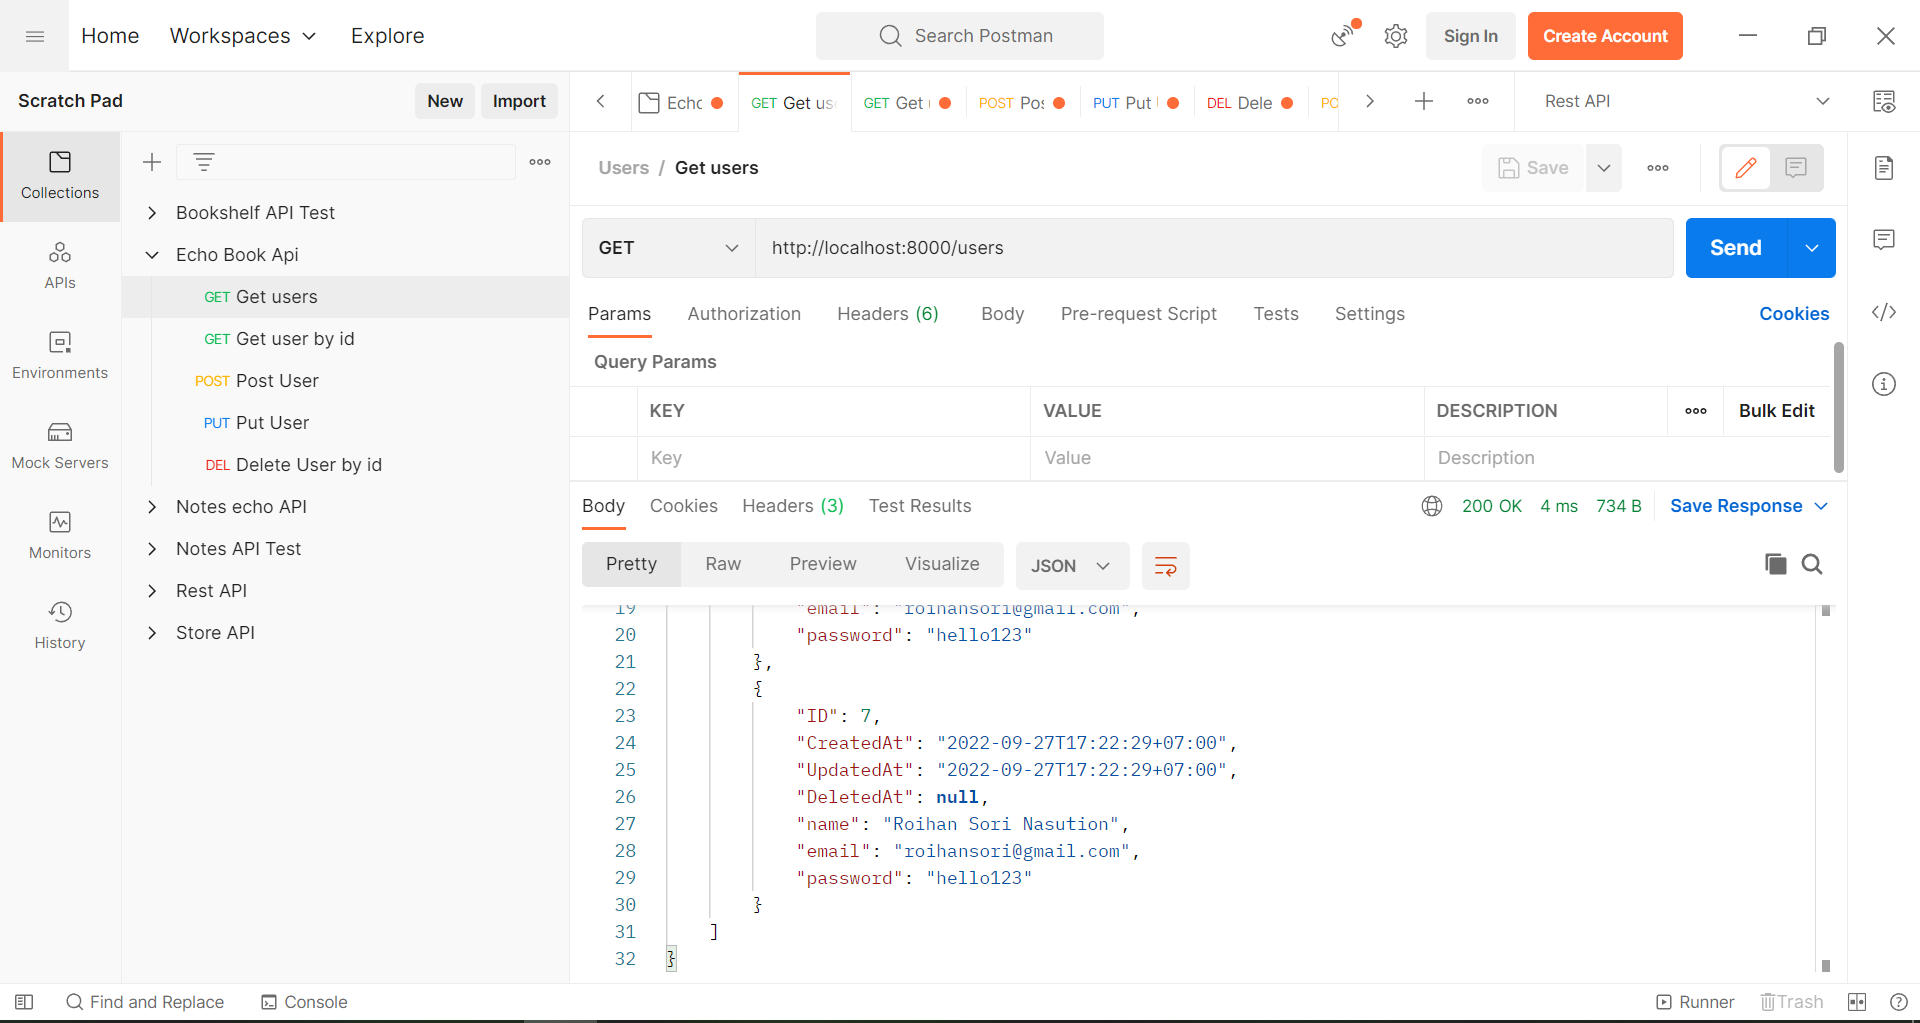 Home Workspaces Explore Search Postman Sign In Create Account
Scratch Pad New Import
Echo GET Get us GET Get POST Pos PUT Put DEL Dele PO Rest API
Users / Get users Save
Collections
APIs
Environments
Mock Servers
Monitors
History
Bookshelf API Test
Echo Book Api
GET Get users
GET Get user by id
POST Post User
PUT Put User
DEL Delete User by id
Notes echo API
Notes API Test
Rest API
Store API
GET http://localhost:8000/users Send
Params Authorization Headers (6) Body Pre-request Script Tests Settings Cookies
Query Params
KEY VALUE DESCRIPTION Bulk Edit
Key Value Description
Body Cookies Headers (3) Test Results 200 OK 4 ms 734 B Save Response
Pretty Raw Preview Visualize JSON
19 "email": "roihansori@gmail.com",
20 "password": "hello123"
21 },
22 {
23 "ID": 7,
24 "CreatedAt": "2022-09-27T17:22:29+07:00",
25 "UpdatedAt": "2022-09-27T17:22:29+07:00",
26 "DeletedAt": null,
27 "name": "Roihan Sori Nasution",
28 "email": "roihansori@gmail.com",
29 "password": "hello123"
30 }
31 ]
32 }
Find and Replace Console Runner Trash